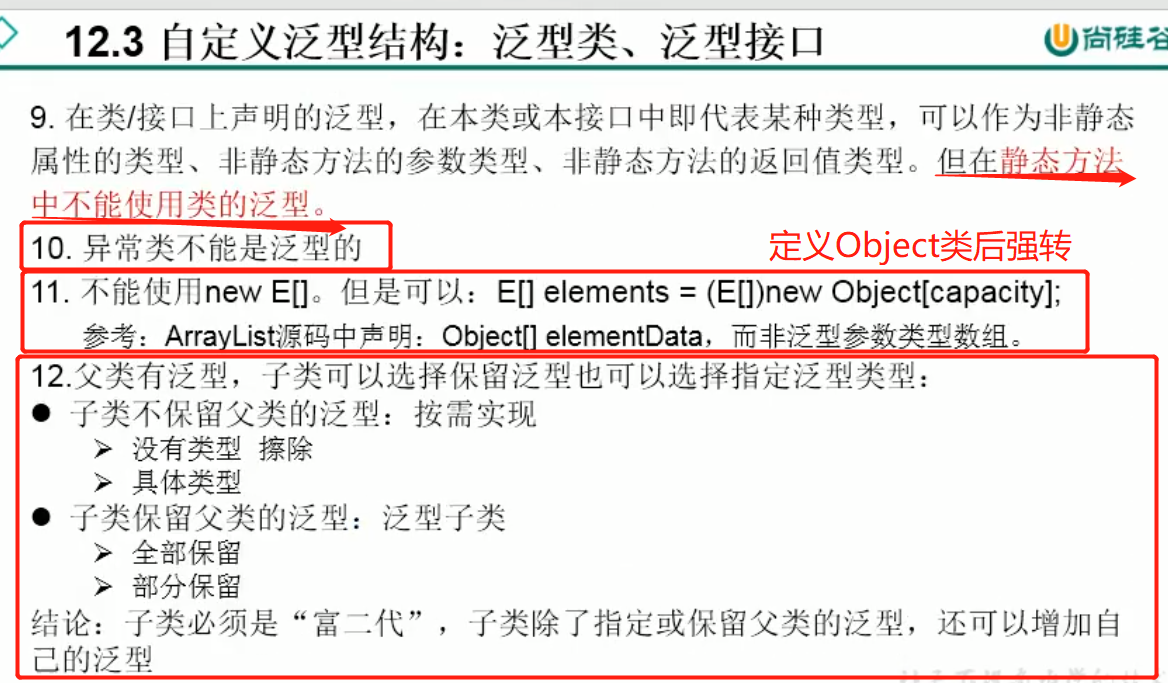 12.3 自定义泛型结构：泛型类、泛型接口
尚硅谷
9. 在类/接口上声明的泛型，在本类或本接口中即代表某种类型，可以作为非静态
属性的类型、非静态方法的参数类型、非静态方法的返回值类型。但在静态方法
中不能使用类的泛型。
10. 异常类不能是泛型的
定义Object类后强转
11. 不能使用new E[]。但是可以：E[] elements = (E[])new Object[capacity];
参考：ArrayList源码中声明：Object[] elementData，而非泛型参数类型数组。
12.父类有泛型，子类可以选择保留泛型也可以选择指定泛型类型：
● 子类不保留父类的泛型：按需实现
➢ 没有类型 擦除
➢ 具体类型
● 子类保留父类的泛型：泛型子类
➢ 全部保留
➢ 部分保留
结论：子类必须是“富二代”，子类除了指定或保留父类的泛型，还可以增加自
己的泛型